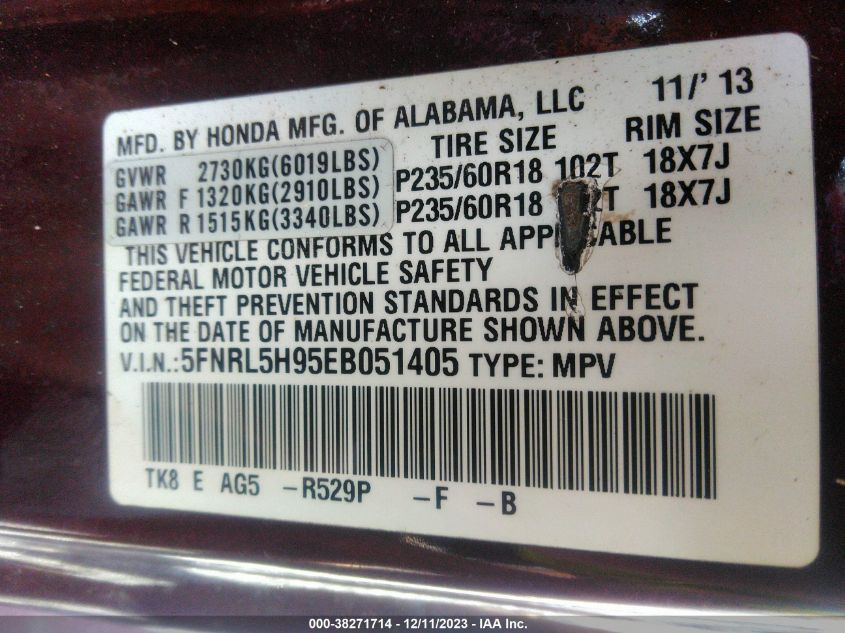 MFD. BY HONDA MFG. OF ALABAMA, LLC 11/' 13
TIRE SIZE RIM SIZE
GVWR 2730KG(6019LBS)
GAWR F 1320KG(2910LBS) P235/60R18 102T 18X7J
GAWR R 1515KG(3340LBS) P235/60R18 18X7J
THIS VEHICLE CONFORMS TO ALL
FEDERAL MOTOR VEHICLE SAFETY
AND THEFT PREVENTION STANDARDS IN EFFECT
ON THE DATE OF MANUFACTURE SHOWN ABOVE.
V.I.N.:5FNRL5H95EB051405 TYPE: MPV
TK8 E AG5 -R529P -F -B
000-38271714 - 12/11/2023 - IAA Inc.